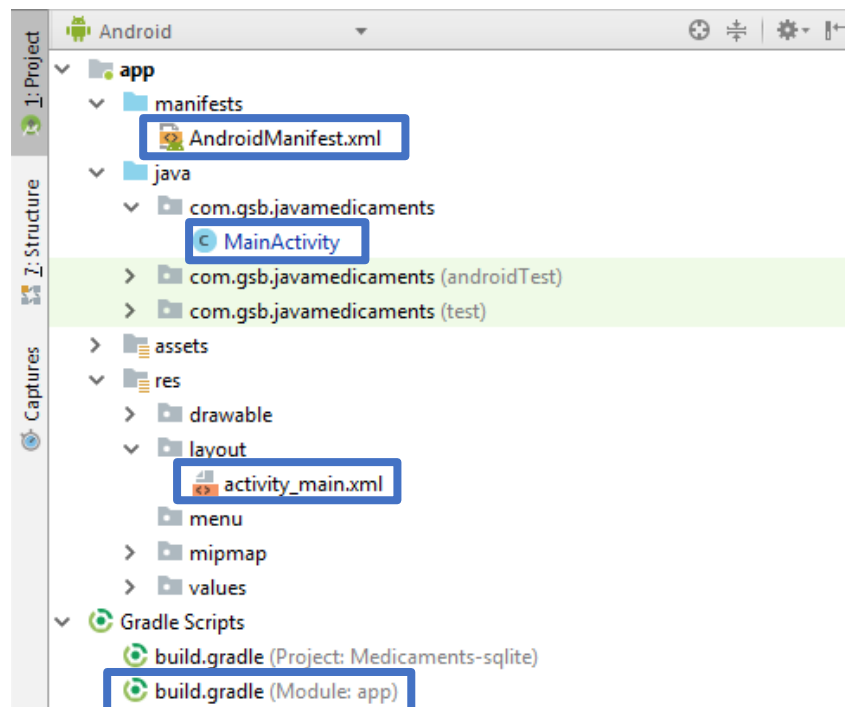 Android
1: Project
7: Structure
Captures
app
manifests
AndroidManifest.xml
java
com.gsb.javamedicaments
C MainActivity
com.gsb.javamedicaments (androidTest)
com.gsb.javamedicaments (test)
assets
res
drawable
layout
activity_main.xml
menu
mipmap
values
Gradle Scripts
build.gradle (Project: Medicaments-sqlite)
build.gradle (Module: app)